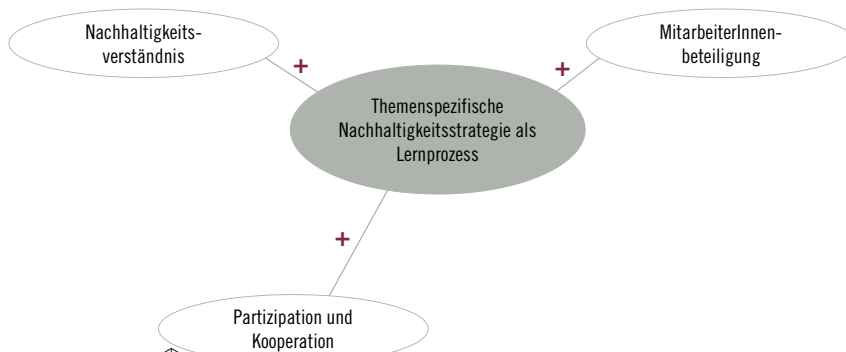 Nachhaltigkeits-
verständnis
+
MitarbeiterInnen-
beteiligung
+
Themenspezifische
Nachhaltigkeitsstrategie als
Lernprozess
+
Partizipation und
Kooperation